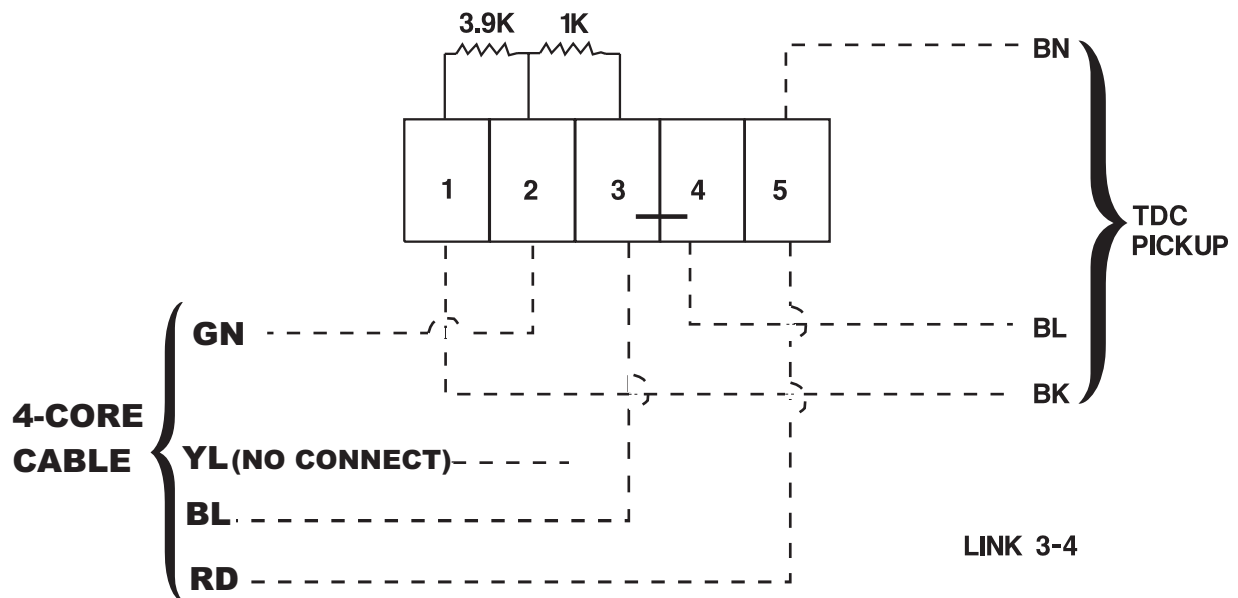 3.9K 1K
BN
1 2 3 4 5
TDC
PICKUP
GN
BL
BK
4-CORE
CABLE
YL (NO CONNECT)
BL
LINK 3-4
RD